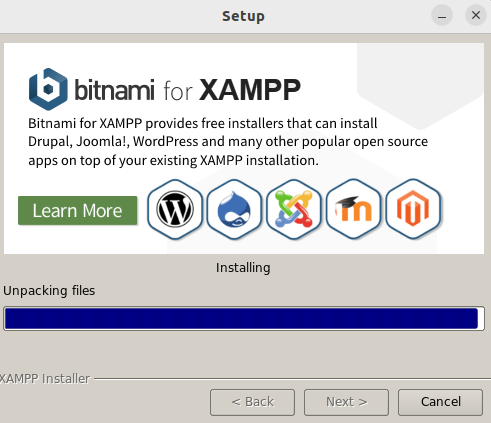 Setup
bitnami for XAMPP
Bitnami for XAMPP provides free installers that can install
Drupal, Joomla!, WordPress and many other popular open source
apps on top of your existing XAMPP installation.
Learn More
Installing
Unpacking files
XAMPP Installer
< Back
Next >
Cancel